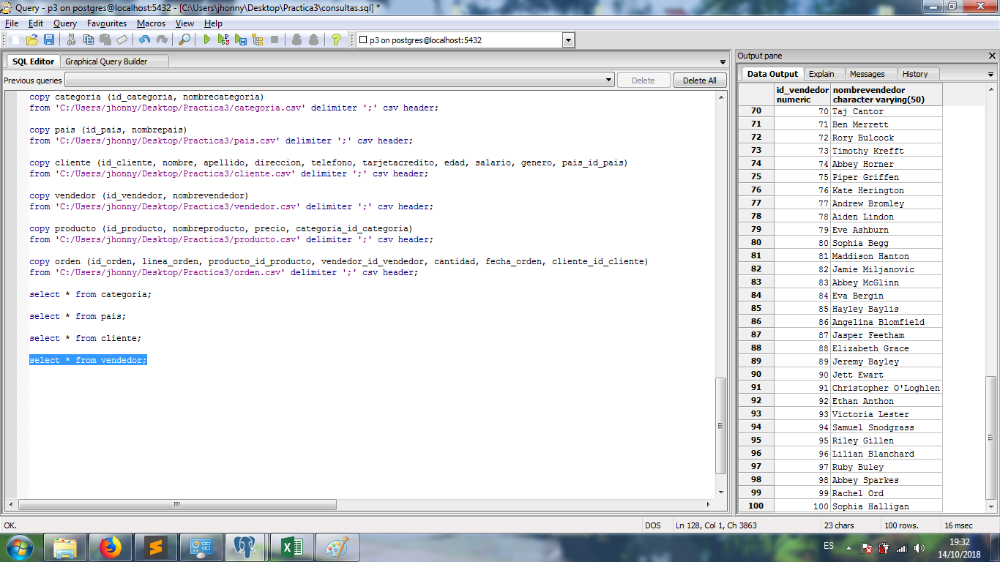 Query - p3 on postgres@localhost:5432 - [C:\Users\jhonny\Desktop\Practica3\consultas.sql] *
File Edit Query Favourites Macros View Help
p3 on postgres@localhost:5432
SQL Editor Graphical Query Builder
Previous queries Delete Delete All
copy categoria (id_categoria, nombrecategoria)
from 'C:/Users/jhonny/Desktop/Practica3/categoria.csv' delimiter ';' csv header;
copy pais (id_pais, nombrepais)
from 'C:/Users/jhonny/Desktop/Practica3/pais.csv' delimiter ';' csv header;
copy cliente (id_cliente, nombre, apellido, direccion, telefono, tarjetacredito, edad, salario, genero, pais_id_pais)
from 'C:/Users/jhonny/Desktop/Practica3/cliente.csv' delimiter ';' csv header;
copy vendedor (id_vendedor, nombrevendedor)
from 'C:/Users/jhonny/Desktop/Practica3/vendedor.csv' delimiter ';' csv header;
copy producto (id_producto, nombreproducto, precio, categoria_id_categoria)
from 'C:/Users/jhonny/Desktop/Practica3/producto.csv' delimiter ';' csv header;
copy orden (id_orden, linea_orden, producto_id_producto, vendedor_id_vendedor, cantidad, fecha_orden, cliente_id_cliente)
from 'C:/Users/jhonny/Desktop/Practica3/orden.csv' delimiter ';' csv header;
select * from categoria;
select * from pais;
select * from cliente;
select * from vendedor;
Output pane
Data Output Explain Messages History
id_vendedor nombrevendedor
numeric character varying(50)
70 70 Taj Cantor
71 71 Ben Merrett
72 72 Rory Bulcock
73 73 Timothy Krefft
74 74 Abbey Horner
75 75 Piper Griffen
76 76 Kate Herington
77 77 Andrew Bromley
78 78 Aiden Lindon
79 79 Eve Ashburn
80 80 Sophia Begg
81 81 Maddison Hanton
82 82 Jamie Miljanovic
83 83 Abbey McGlinn
84 84 Eva Bergin
85 85 Hayley Baylis
86 86 Angelina Blomfield
87 87 Jasper Feetham
88 88 Elizabeth Grace
89 89 Jeremy Bayley
90 90 Jett Ewart
91 91 Christopher O'Loghlen
92 92 Ethan Anthon
93 93 Victoria Lester
94 94 Samuel Snodgrass
95 95 Riley Gillen
96 96 Lilian Blanchard
97 97 Ruby Buley
98 98 Abbey Sparkes
99 99 Rachel Ord
100 100 Sophia Halligan
OK. DOS Ln 128, Col 1, Ch 3863 23 chars 100 rows. 16 msec
ES 19:32
14/10/2018